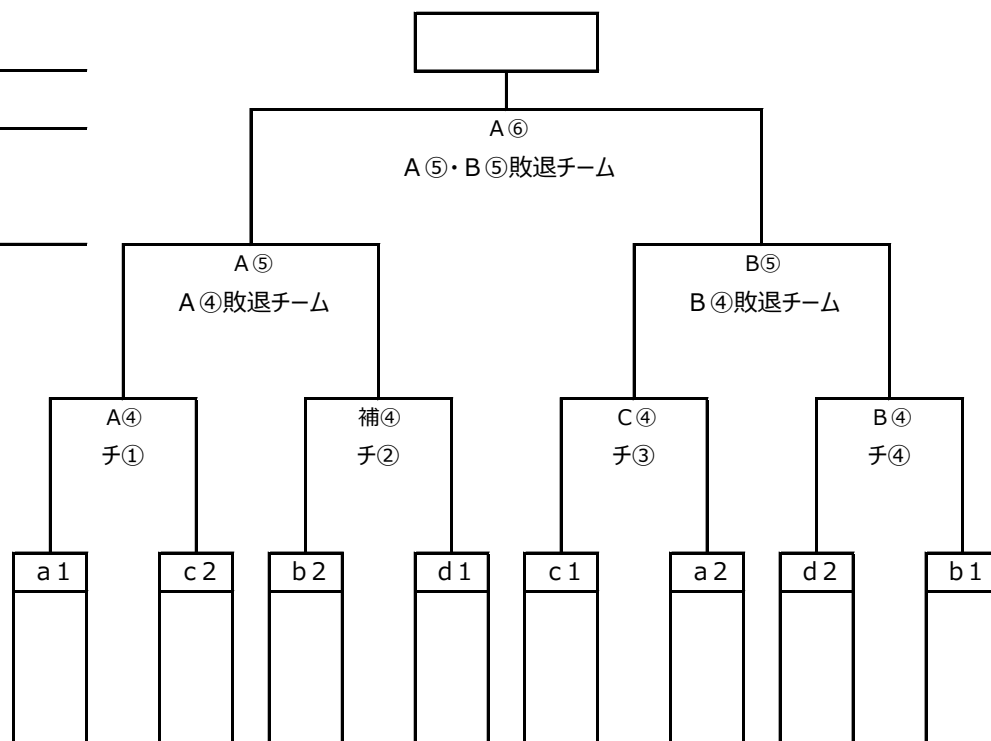 A⑥
A⑤・B⑤敗退チーム
A⑤
B⑤
A④敗退チーム
B④敗退チーム
A④
補④
C④
B④
チ①
チ②
チ③
チ④
a1
c2
b2
d1
c1
a2
d2
b1